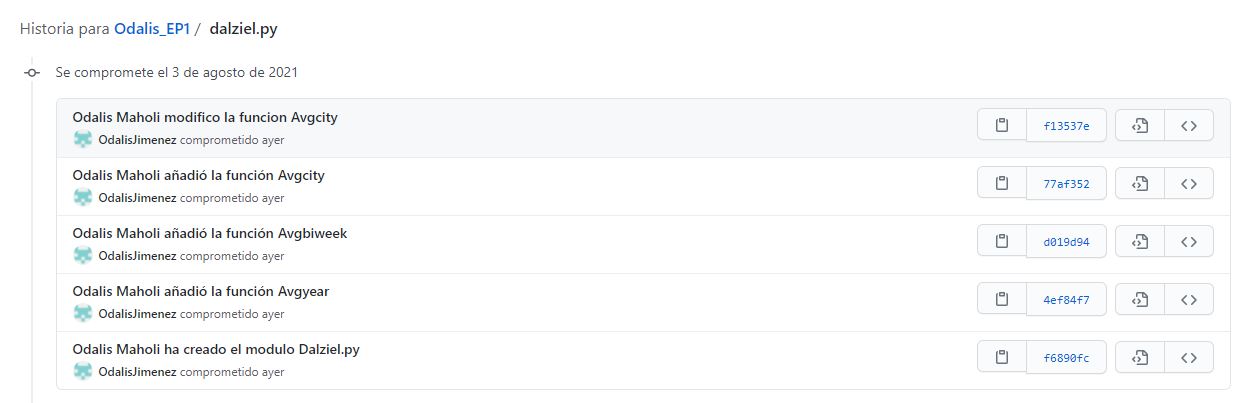 Historia para Odalis_EP1 / dalziel.py
Se compromete el 3 de agosto de 2021
Odalis Maholi modifico la funcion Avgcity
OdalisJimenez comprometido ayer
f13537e
Odalis Maholi añadió la función Avgcity
OdalisJimenez comprometido ayer
77af352
Odalis Maholi añadió la función Avgbiweek
OdalisJimenez comprometido ayer
d019d94
Odalis Maholi añadió la función Avgyear
OdalisJimenez comprometido ayer
4ef84f7
Odalis Maholi ha creado el modulo Dalziel.py
OdalisJimenez comprometido ayer
f6890fc